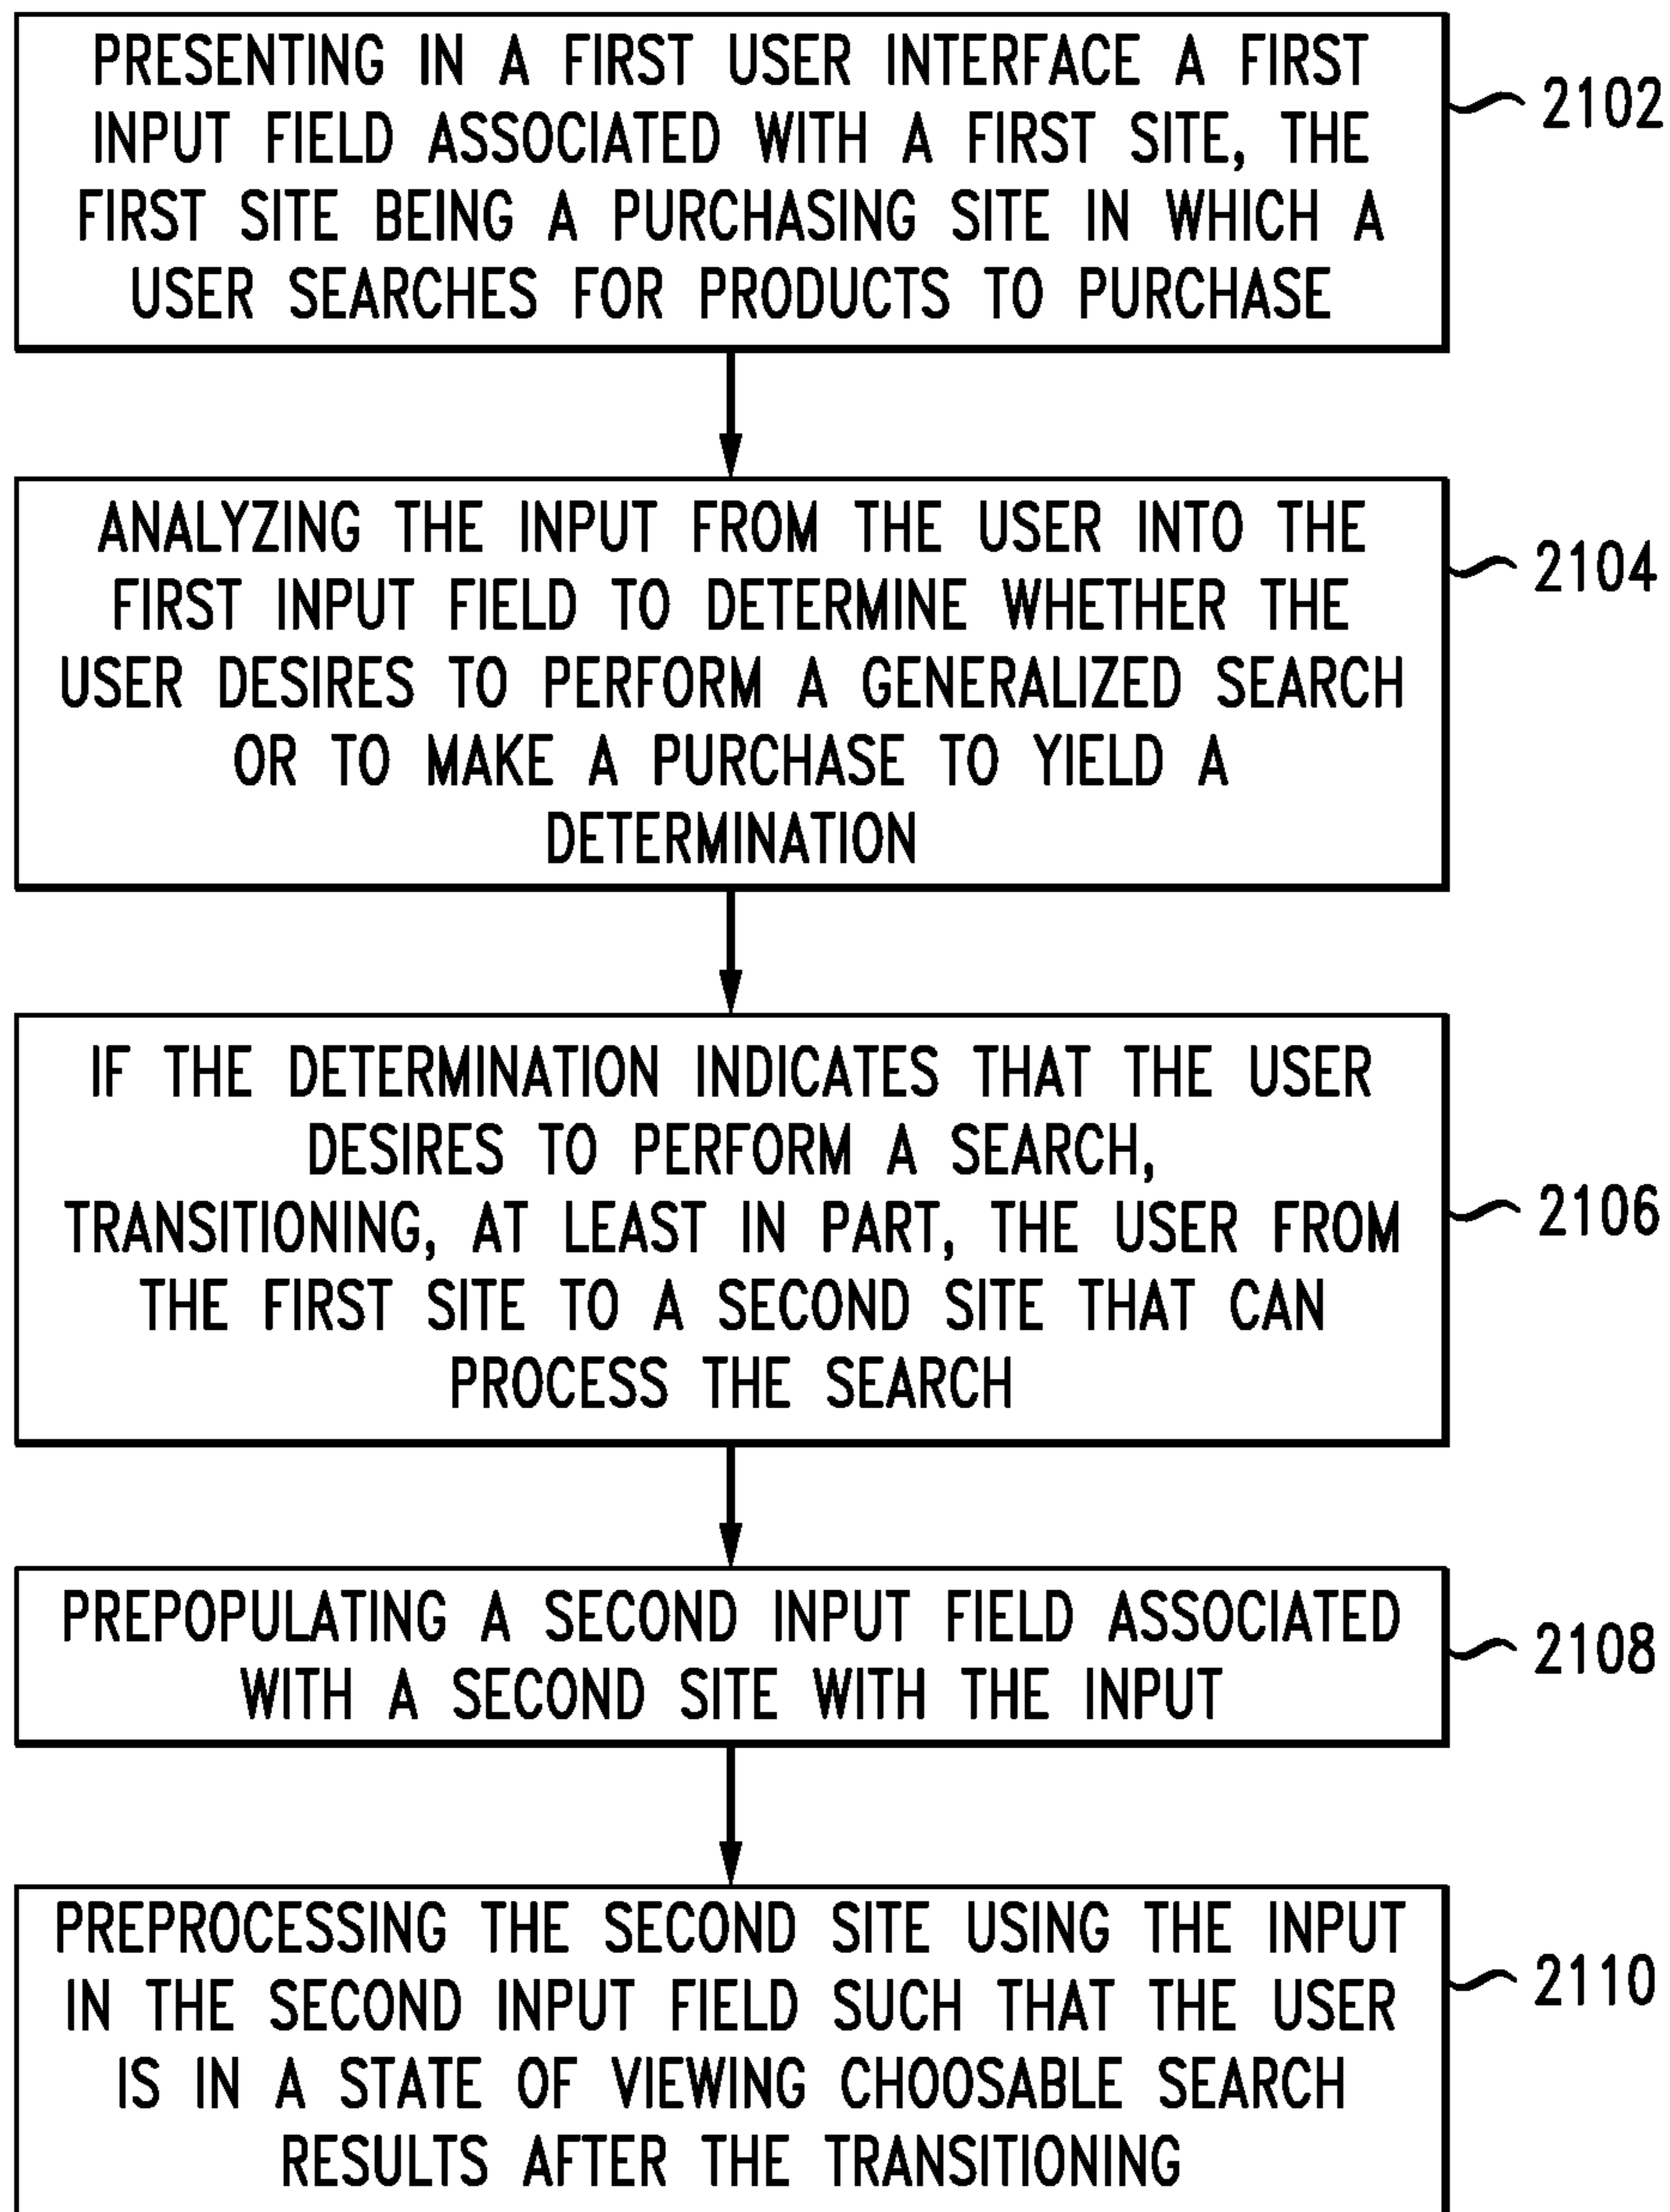 PRESENTING IN A FIRST USER INTERFACE A FIRST
INPUT FIELD ASSOCIATED WITH A FIRST SITE, THE
FIRST SITE BEING A PURCHASING SITE IN WHICH A
USER SEARCHES FOR PRODUCTS TO PURCHASE
2102
ANALYZING THE INPUT FROM THE USER INTO THE
FIRST INPUT FIELD TO DETERMINE WHETHER THE
USER DESIRES TO PERFORM A GENERALIZED SEARCH
OR TO MAKE A PURCHASE TO YIELD A
DETERMINATION
2104
IF THE DETERMINATION INDICATES THAT THE USER
DESIRES TO PERFORM A SEARCH,
TRANSITIONING, AT LEAST IN PART, THE USER FROM
THE FIRST SITE TO A SECOND SITE THAT CAN
PROCESS THE SEARCH
2106
PREPOPULATING A SECOND INPUT FIELD ASSOCIATED
WITH A SECOND SITE WITH THE INPUT
2108
PREPROCESSING THE SECOND SITE USING THE INPUT
IN THE SECOND INPUT FIELD SUCH THAT THE USER
IS IN A STATE OF VIEWING CHOOSABLE SEARCH
RESULTS AFTER THE TRANSITIONING
2110